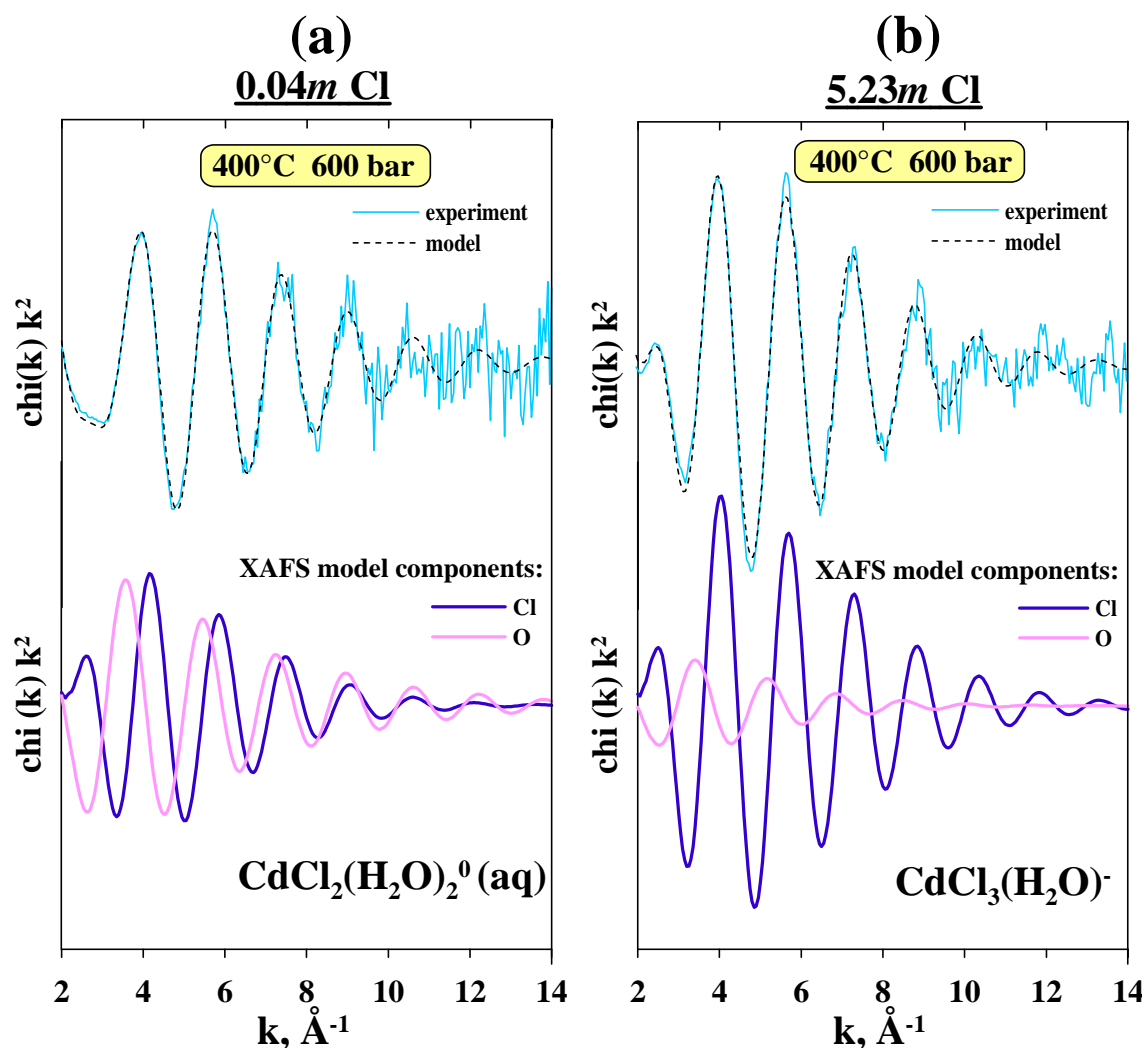 (a)
0.04m Cl
400°C 600 bar
experiment
model
chi(k) k²
XAFS model components:
Cl
O
chi (k) k²
CdCl₂(H₂O)₂⁰ (aq)
2 4 6 8 10 12 14
k, Å⁻¹
(b)
5.23m Cl
400°C 600 bar
experiment
model
chi(k) k²
XAFS model components:
Cl
O
chi (k) k²
CdCl₃(H₂O)⁻
2 4 6 8 10 12 14
k, Å⁻¹